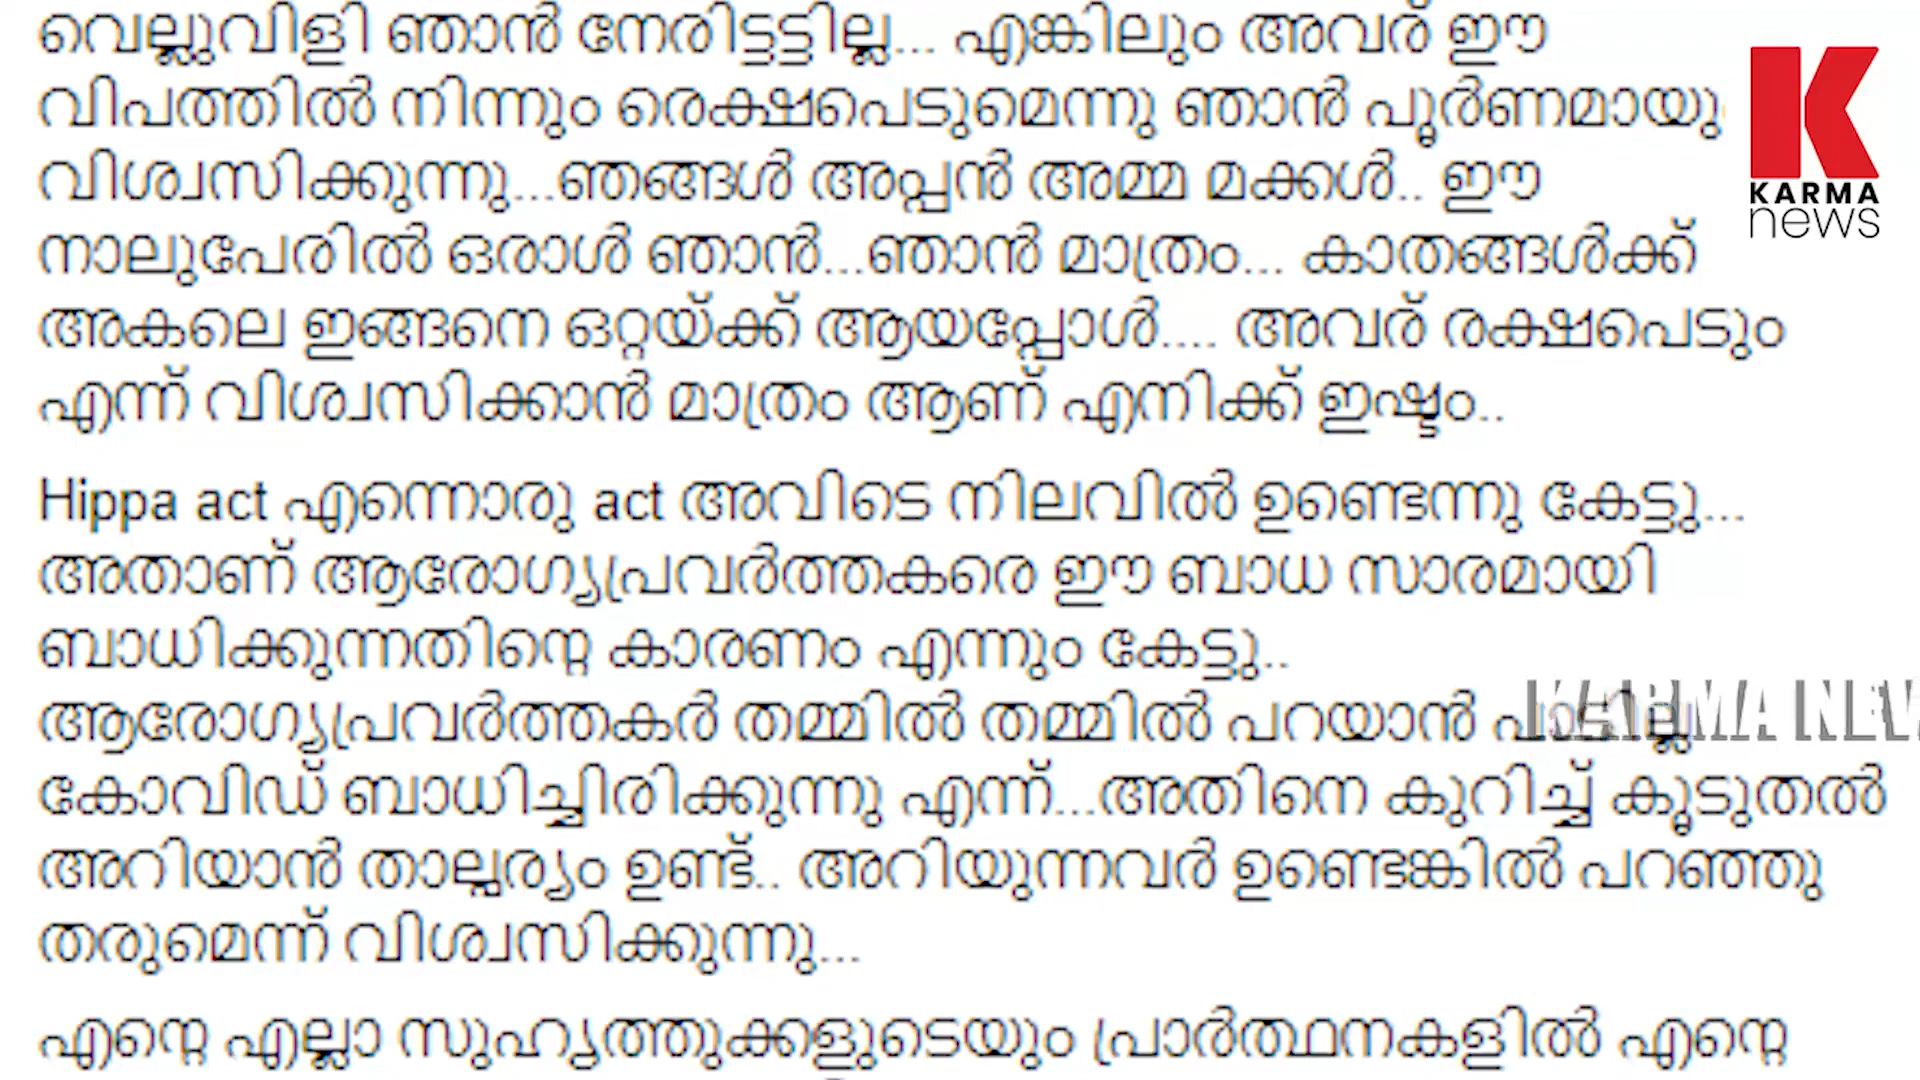 വെല്ലുവിളി ഞാൻ നേരിട്ടട്ടില്ല... എങ്കിലും അവര് ഈ
വിപത്തിൽ നിന്നും രെക്ഷപെടുമെന്നു ഞാൻ പൂർണമായും
വിശ്വസിക്കുന്നു...ഞങ്ങൾ അപ്പൻ അമ്മ മക്കൾ.. ഈ
നാലുപേരിൽ ഒരാൾ ഞാൻ...ഞാൻ മാത്രം... കാതങ്ങൾക്ക്
അകലെ ഇങ്ങനെ ഒറ്റയ്ക്ക് ആയപ്പോൾ.... അവര് രക്ഷപെടും
എന്ന് വിശ്വസിക്കാൻ മാത്രം ആണ് എനിക്ക് ഇഷ്ടം..
Hippa act എന്നൊരു act അവിടെ നിലവിൽ ഉണ്ടെന്നു കേട്ടു...
അതാണ് ആരോഗ്യപ്രവർത്തകരെ ഈ ബാധ സാരമായി
ബാധിക്കുന്നതിന്റെ കാരണം എന്നും കേട്ടു..
ആരോഗ്യപ്രവർത്തകർ തമ്മിൽ തമ്മിൽ പറയാൻ പാടില്ല
കോവിഡ് ബാധിച്ചിരിക്കുന്നു എന്ന്...അതിനെ കുറിച്ച് കൂടുതൽ
അറിയാൻ താല്പര്യം ഉണ്ട്.. അറിയുന്നവർ ഉണ്ടെങ്കിൽ പറഞ്ഞു
തരുമെന്ന് വിശ്വസിക്കുന്നു...
എന്റെ എല്ലാ സുഹൃത്തുക്കളുടെയും പ്രാർത്ഥനകളിൽ എന്റെ
K
KARMA
news
KARMA NEW